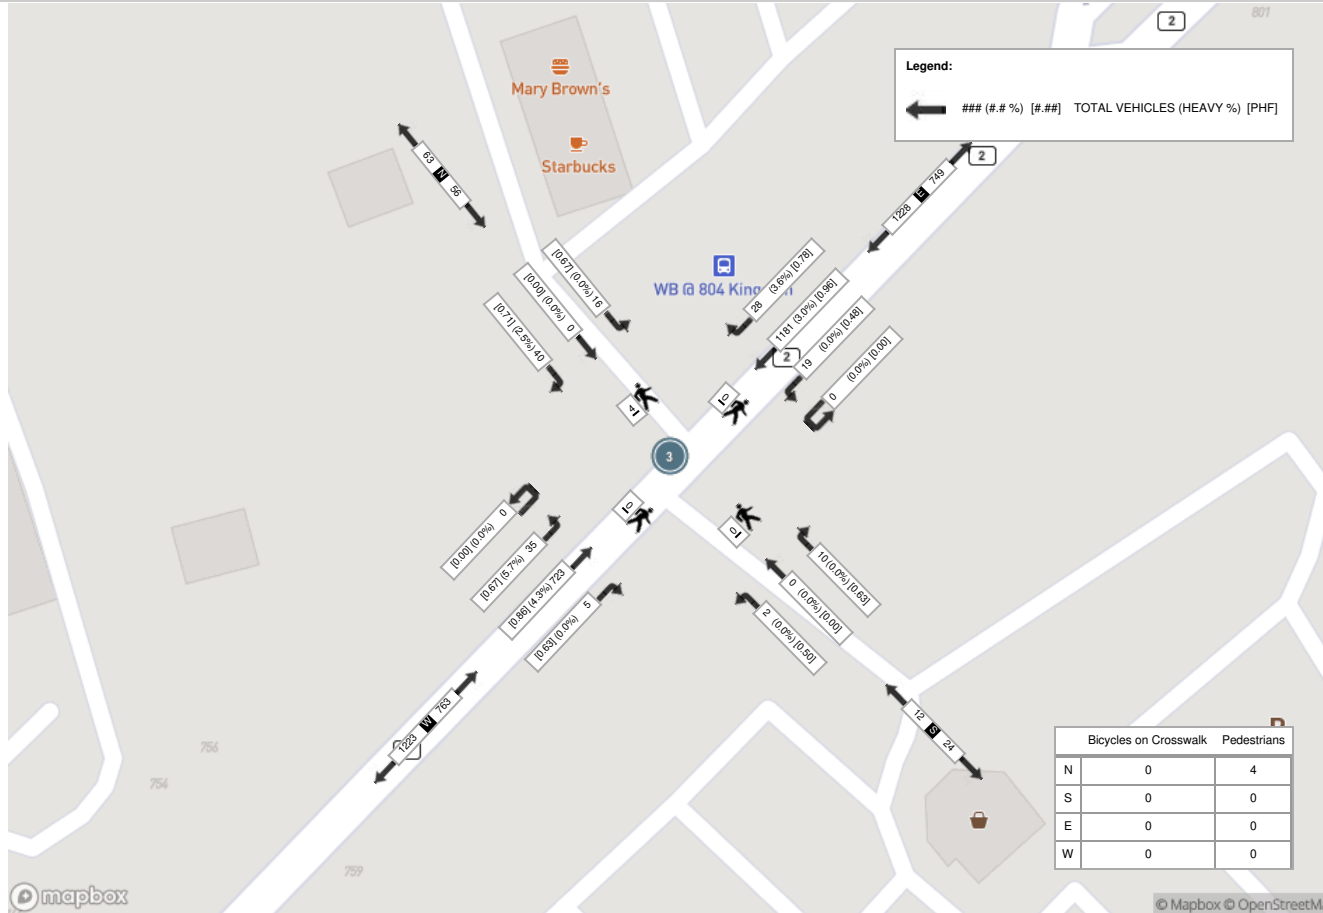 801
2
Legend:
### (#.# %) [#.##] TOTAL VEHICLES (HEAVY %) [PHF]
Mary Brown's
Starbucks
2
63 N 56
1228 E 749
[0.67] (0.0%) 16
[0.00] (0.0%) 0
[0.71] (2.5%) 40
WB @ 804 King
n
28 (3.6%) [0.78]
1181 (3.0%) [0.96]
2
19 (0.0%) [0.48]
0 (0.0%) [0.00]
4
0
3
0
0
[0.00] (0.0%) 0
[0.67] (5.7%) 35
[0.86] (4.3%) 723
[0.63] (0.0%) 5
10 (0.0%) [0.63]
0 (0.0%) [0.00]
2 (0.0%) [0.50]
1223 W 763
12 S 24
756
754
759
P
Bicycles on Crosswalk Pedestrians
N 0 4
S 0 0
E 0 0
W 0 0
mapbox
© Mapbox © OpenStreetM